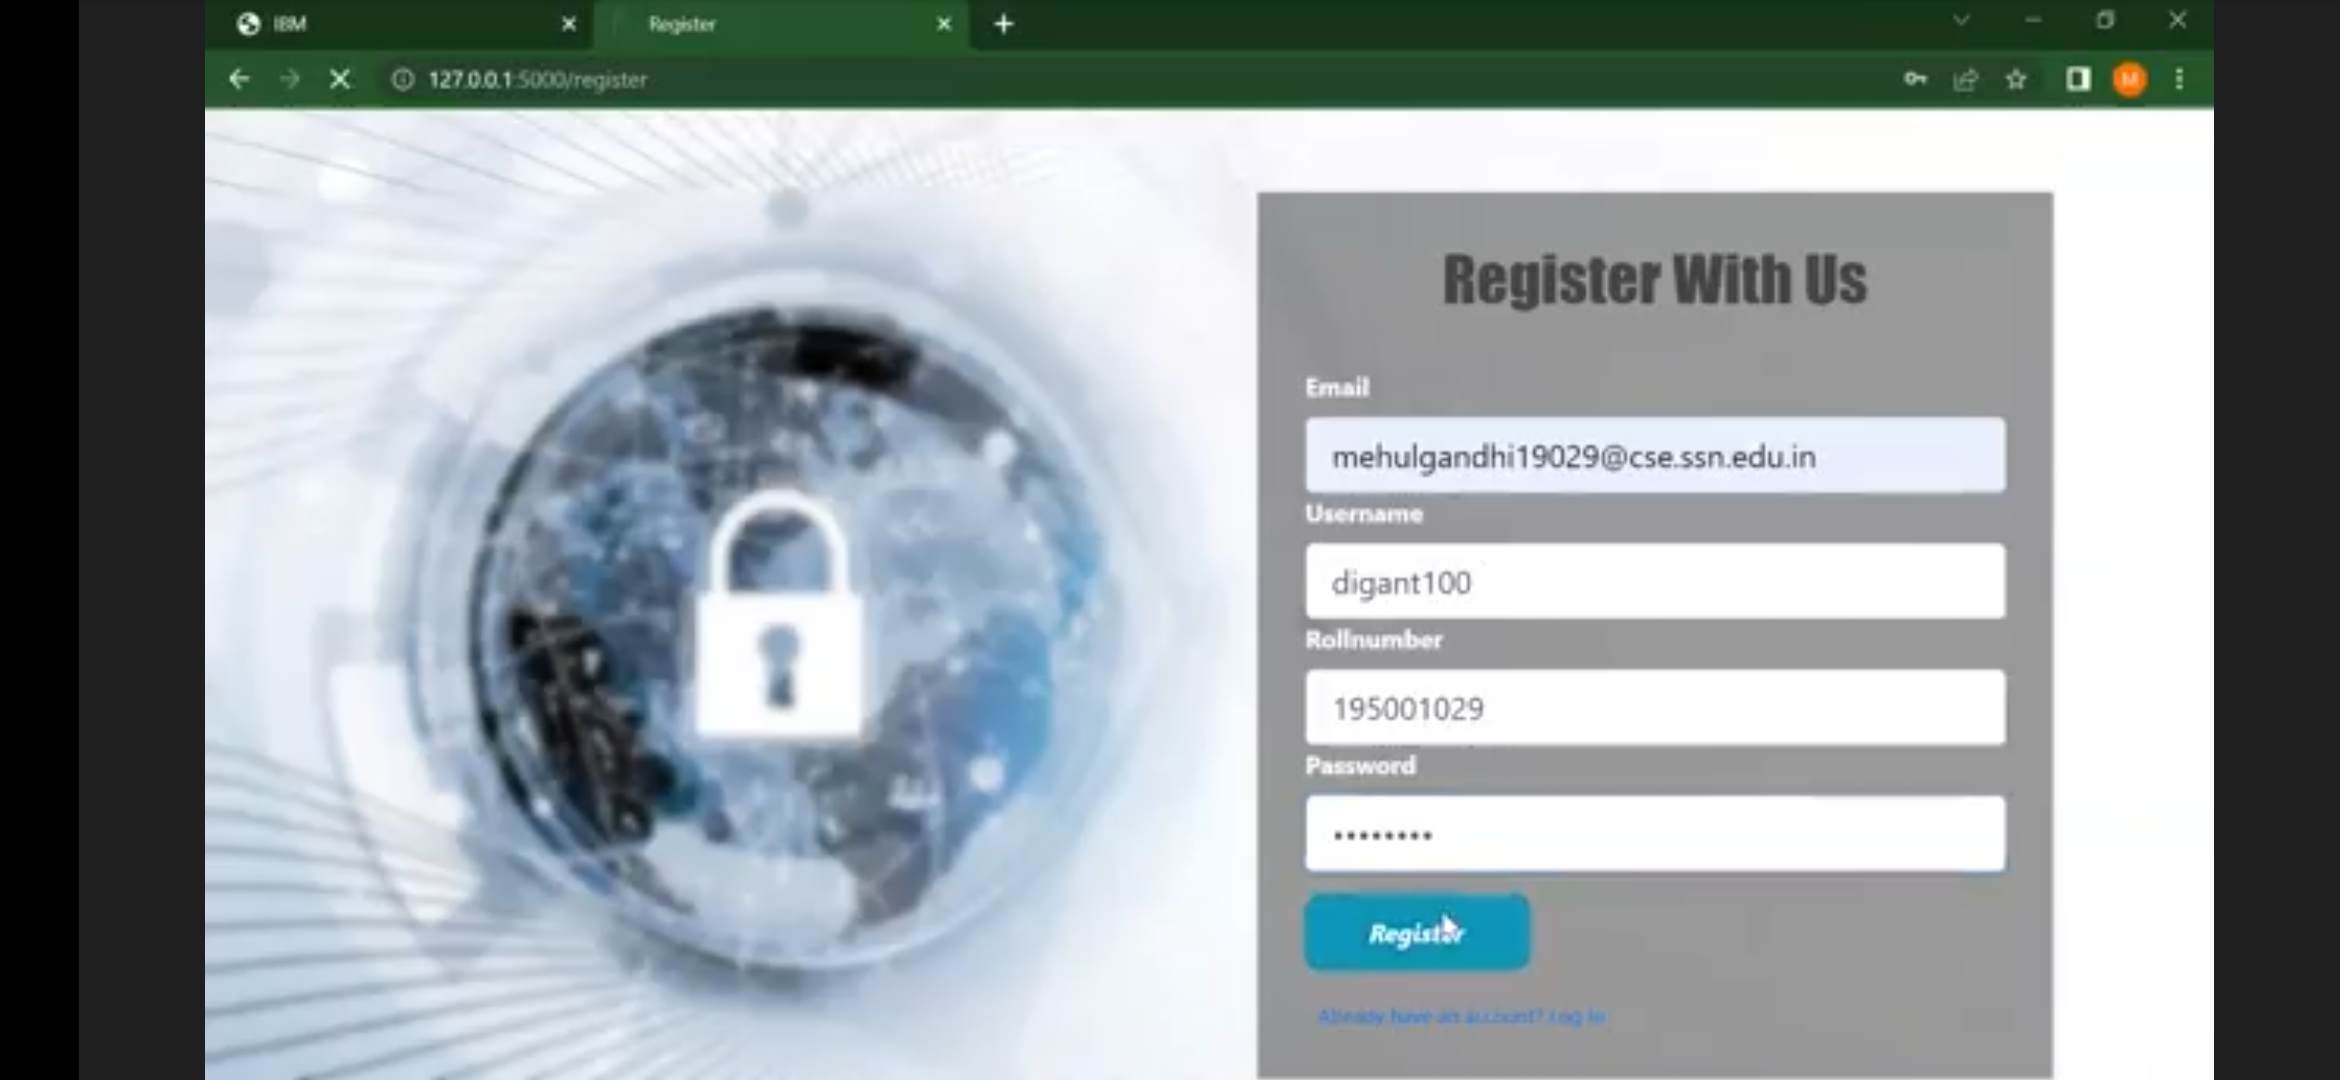 IBM
Register
127.0.0.1:5000/register
M
Register With Us
Email
mehulgandhi19029@cse.ssn.edu.in
Username
digant100
Rollnumber
195001029
Password
••••••••
Register
Already have an account? Log In